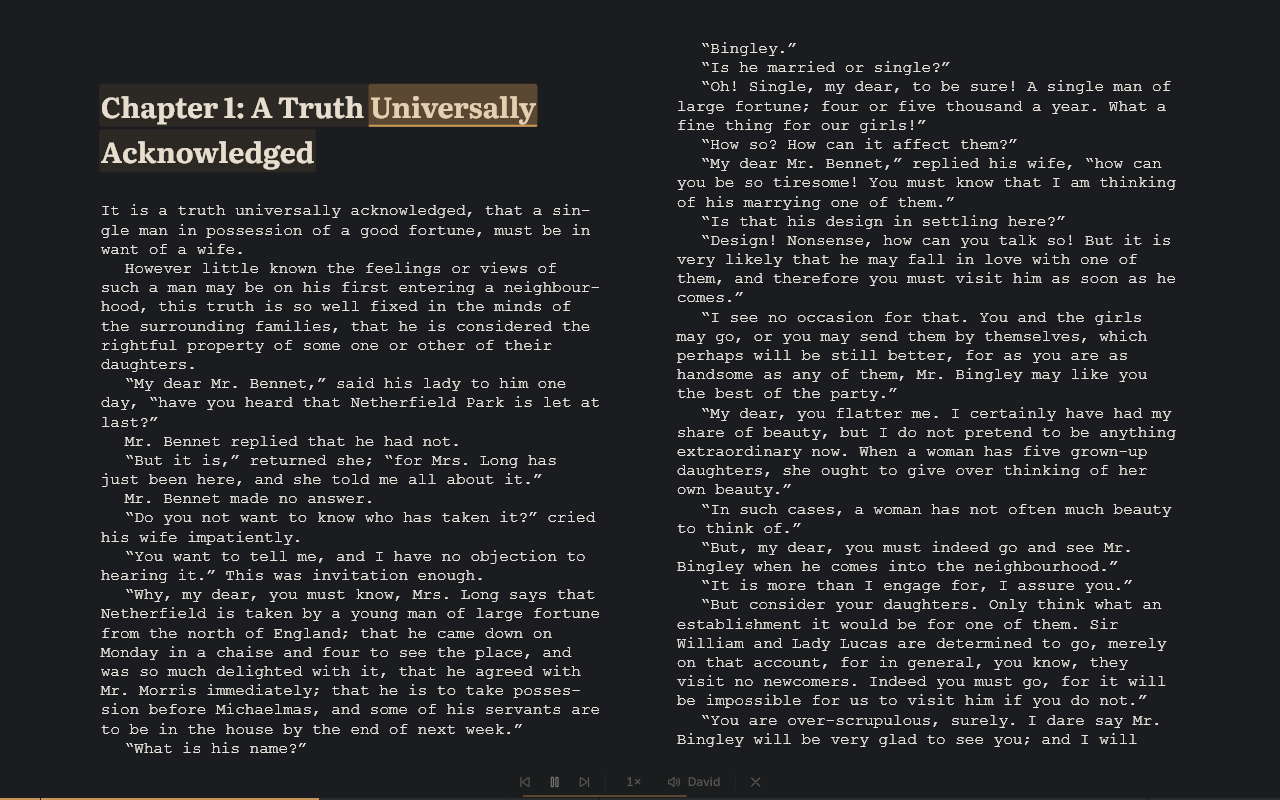 Chapter 1: A Truth Universally
Acknowledged
It is a truth universally acknowledged, that a sin-
gle man in possession of a good fortune, must be in
want of a wife.
However little known the feelings or views of
such a man may be on his first entering a neighbour-
hood, this truth is so well fixed in the minds of
the surrounding families, that he is considered the
rightful property of some one or other of their
daughters.
“My dear Mr. Bennet,” said his lady to him one
day, “have you heard that Netherfield Park is let at
last?”
Mr. Bennet replied that he had not.
“But it is,” returned she; “for Mrs. Long has
just been here, and she told me all about it.”
Mr. Bennet made no answer.
“Do you not want to know who has taken it?” cried
his wife impatiently.
“You want to tell me, and I have no objection to
hearing it.” This was invitation enough.
“Why, my dear, you must know, Mrs. Long says that
Netherfield is taken by a young man of large fortune
from the north of England; that he came down on
Monday in a chaise and four to see the place, and
was so much delighted with it, that he agreed with
Mr. Morris immediately; that he is to take posses-
sion before Michaelmas, and some of his servants are
to be in the house by the end of next week.”
“What is his name?”
“Bingley.”
“Is he married or single?”
“Oh! Single, my dear, to be sure! A single man of
large fortune; four or five thousand a year. What a
fine thing for our girls!”
“How so? How can it affect them?”
“My dear Mr. Bennet,” replied his wife, “how can
you be so tiresome! You must know that I am thinking
of his marrying one of them.”
“Is that his design in settling here?”
“Design! Nonsense, how can you talk so! But it is
very likely that he may fall in love with one of
them, and therefore you must visit him as soon as he
comes.”
“I see no occasion for that. You and the girls
may go, or you may send them by themselves, which
perhaps will be still better, for as you are as
handsome as any of them, Mr. Bingley may like you
the best of the party.”
“My dear, you flatter me. I certainly have had my
share of beauty, but I do not pretend to be anything
extraordinary now. When a woman has five grown-up
daughters, she ought to give over thinking of her
own beauty.”
“In such cases, a woman has not often much beauty
to think of.”
“But, my dear, you must indeed go and see Mr.
Bingley when he comes into the neighbourhood.”
“It is more than I engage for, I assure you.”
“But consider your daughters. Only think what an
establishment it would be for one of them. Sir
William and Lady Lucas are determined to go, merely
on that account, for in general, you know, they
visit no newcomers. Indeed you must go, for it will
be impossible for us to visit him if you do not.”
“You are over-scrupulous, surely. I dare say Mr.
Bingley will be very glad to see you; and I will
1× David